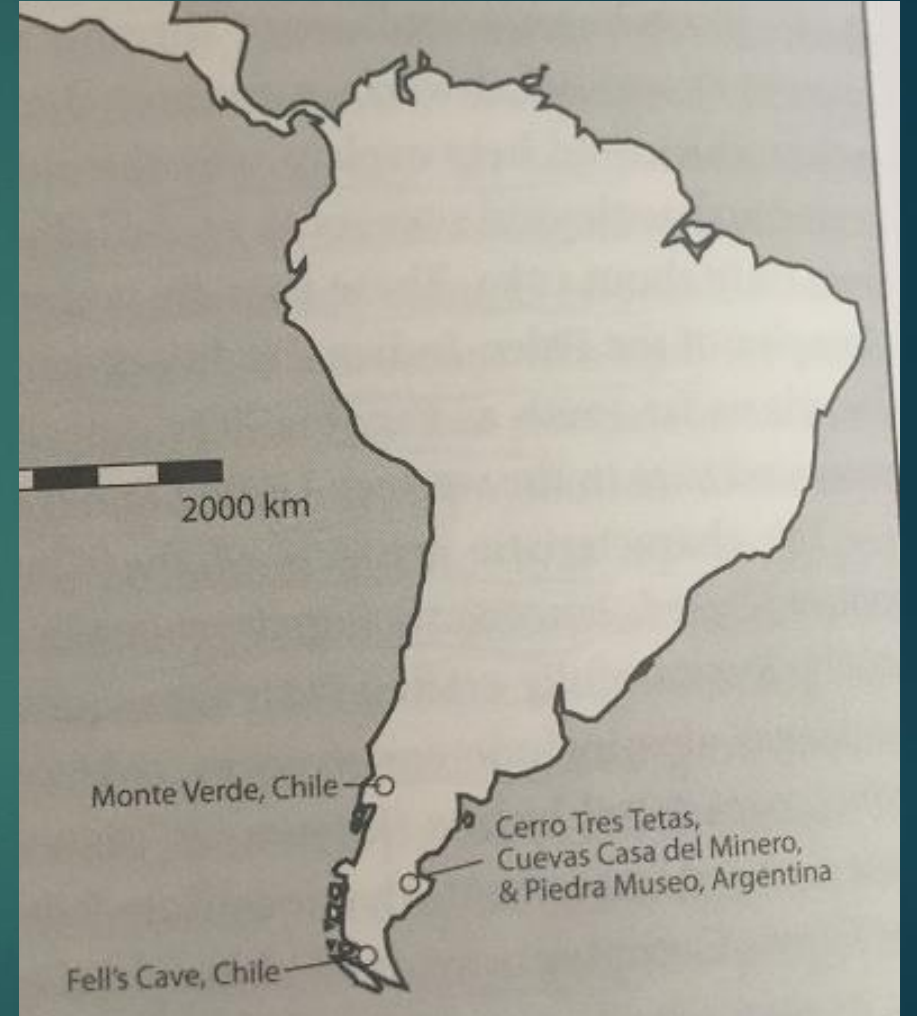 2000 km
Monte Verde, Chile
Cerro Tres Tetas,
Cuevas Casa del Minero,
& Piedra Museo, Argentina
Fell's Cave, Chile